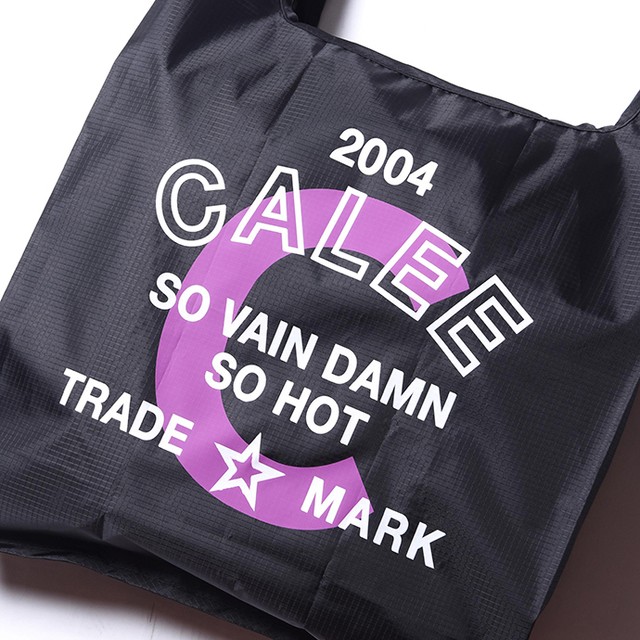 2004
CALEE
SO VAIN DAMN
SO HOT
TRADE ☆ MARK
C